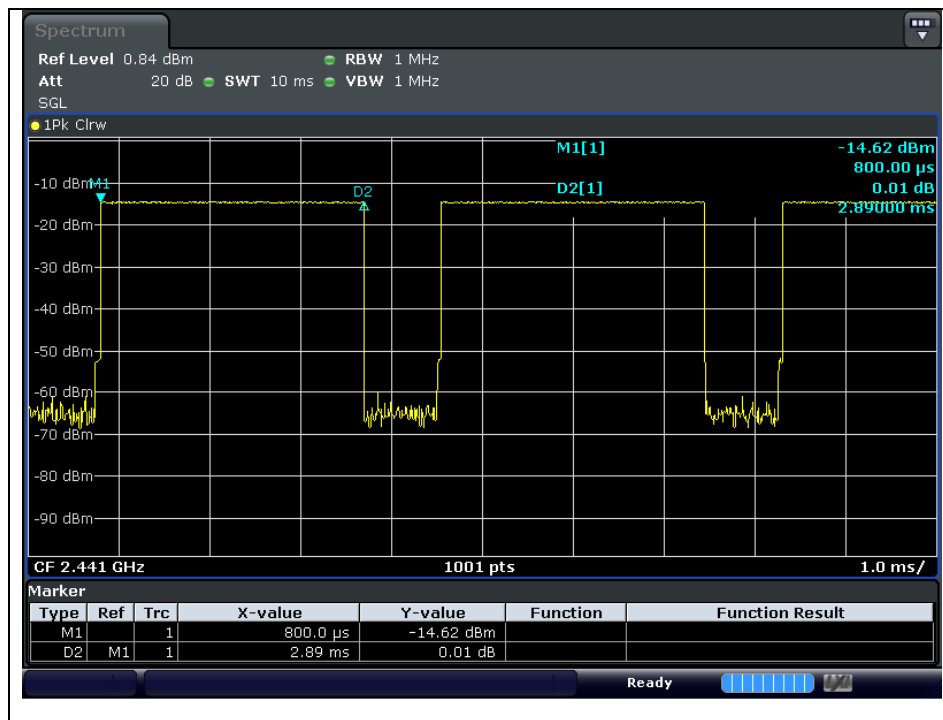 Spectrum
Ref Level 0.84 dBm RBW 1 MHz
Att 20 dB SWT 10 ms VBW 1 MHz
SGL
1Pk Clrw
M1[1] -14.62 dBm
800.00 µs
-10 dBm M1 D2 D2[1] 0.01 dB
2.89000 ms
-20 dBm
-30 dBm
-40 dBm
-50 dBm
-60 dBm
-70 dBm
-80 dBm
-90 dBm
CF 2.441 GHz 1001 pts 1.0 ms/
Marker
Type Ref Trc X-value Y-value Function Function Result
M1 1 800.0 µs -14.62 dBm
D2 M1 1 2.89 ms 0.01 dB
Ready